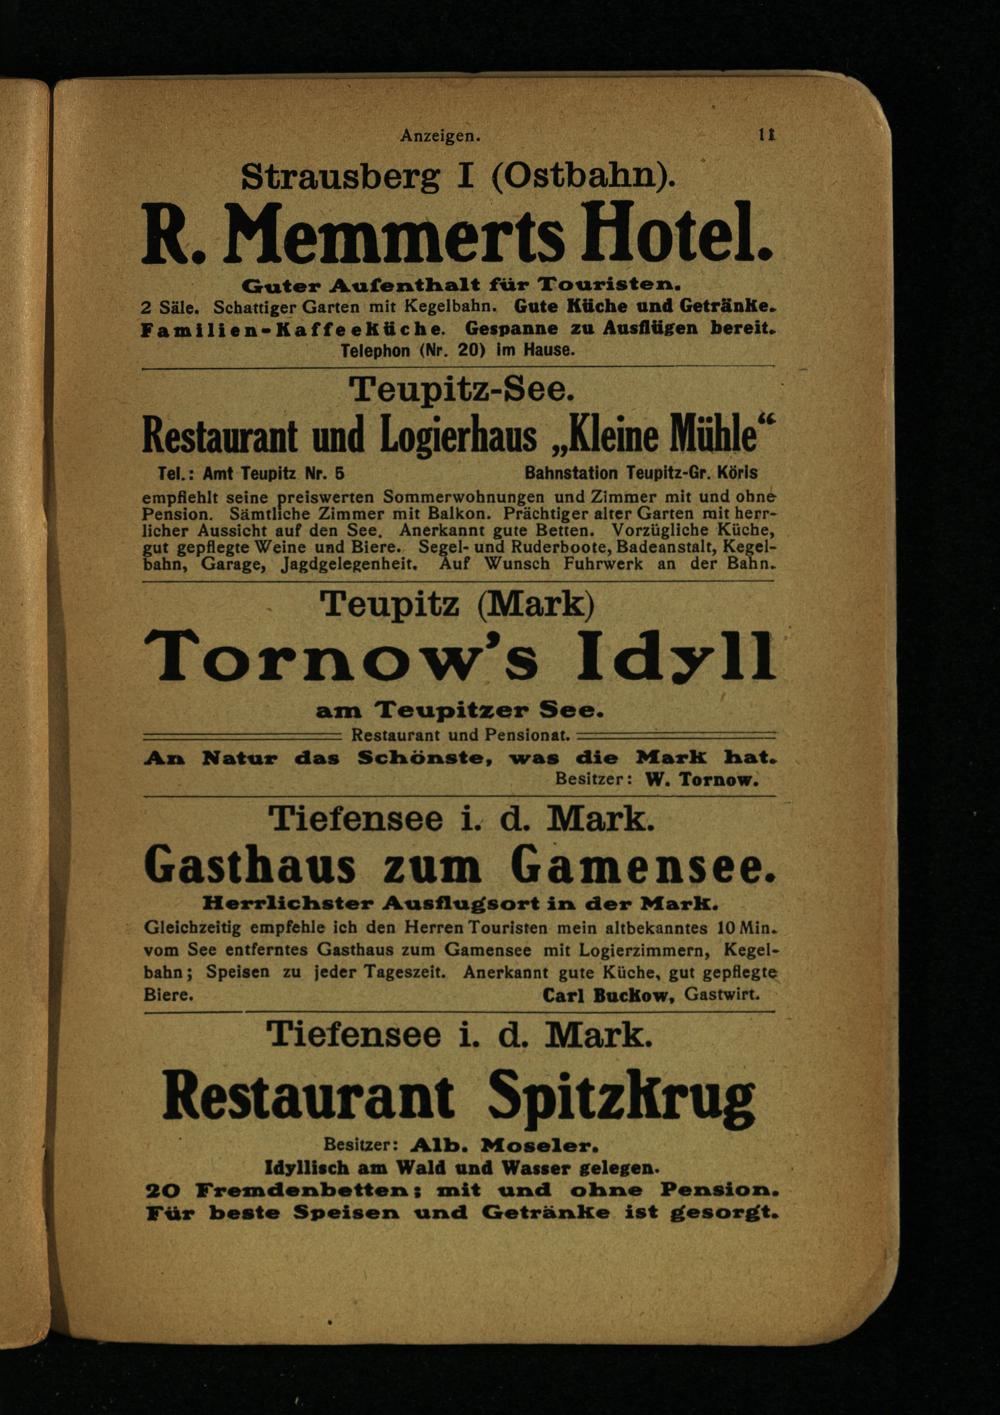 Anzeigen. 11
Strausberg I (Ostbahn).
R. Memmerts Hotel.
Guter Aufenthalt für Touristen.
2 Säle. Schattiger Garten mit Kegelbahn. Gute Küche und Getränke.
Familien-Kaffeeküche. Gespanne zu Ausflügen bereit.
Telephon (Nr. 20) im Hause.
Teupitz-See.
Restaurant und Logierhaus „Kleine Mühle“
Tel.: Amt Teupitz Nr. 5 Bahnstation Teupitz-Gr. Köris
empfiehlt seine preiswerten Sommerwohnungen und Zimmer mit und ohne
Pension. Sämtliche Zimmer mit Balkon. Prächtiger alter Garten mit herr-
licher Aussicht auf den See. Anerkannt gute Betten. Vorzügliche Küche,
gut gepflegte Weine und Biere. Segel- und Ruderboote, Badeanstalt, Kegel-
bahn, Garage, Jagdgelegenheit. Auf Wunsch Fuhrwerk an der Bahn.
Teupitz (Mark)
Tornow's Idyll
am Teupitzer See.
Restaurant und Pensionat.
An Natur das Schönste, was die Mark hat.
Besitzer: W. Tornow.
Tiefensee i. d. Mark.
Gasthaus zum Gamensee.
Herrlichster Ausflugsort in der Mark.
Gleichzeitig empfehle ich den Herren Touristen mein altbekanntes 10 Min.
vom See entferntes Gasthaus zum Gamensee mit Logierzimmern, Kegel-
bahn; Speisen zu jeder Tageszeit. Anerkannt gute Küche, gut gepflegte
Biere. Carl Buckow, Gastwirt.
Tiefensee i. d. Mark.
Restaurant Spitzkrug
Besitzer: Alb. Moseler.
Idyllisch am Wald und Wasser gelegen.
20 Fremdenbetten; mit und ohne Pension.
Für beste Speisen und Getränke ist gesorgt.